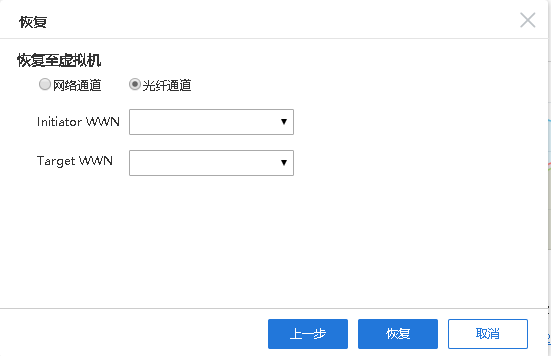 恢复
恢复至虚拟机
网络通道 光纤通道
Initiator WWN
Target WWN
上一步 恢复 取消